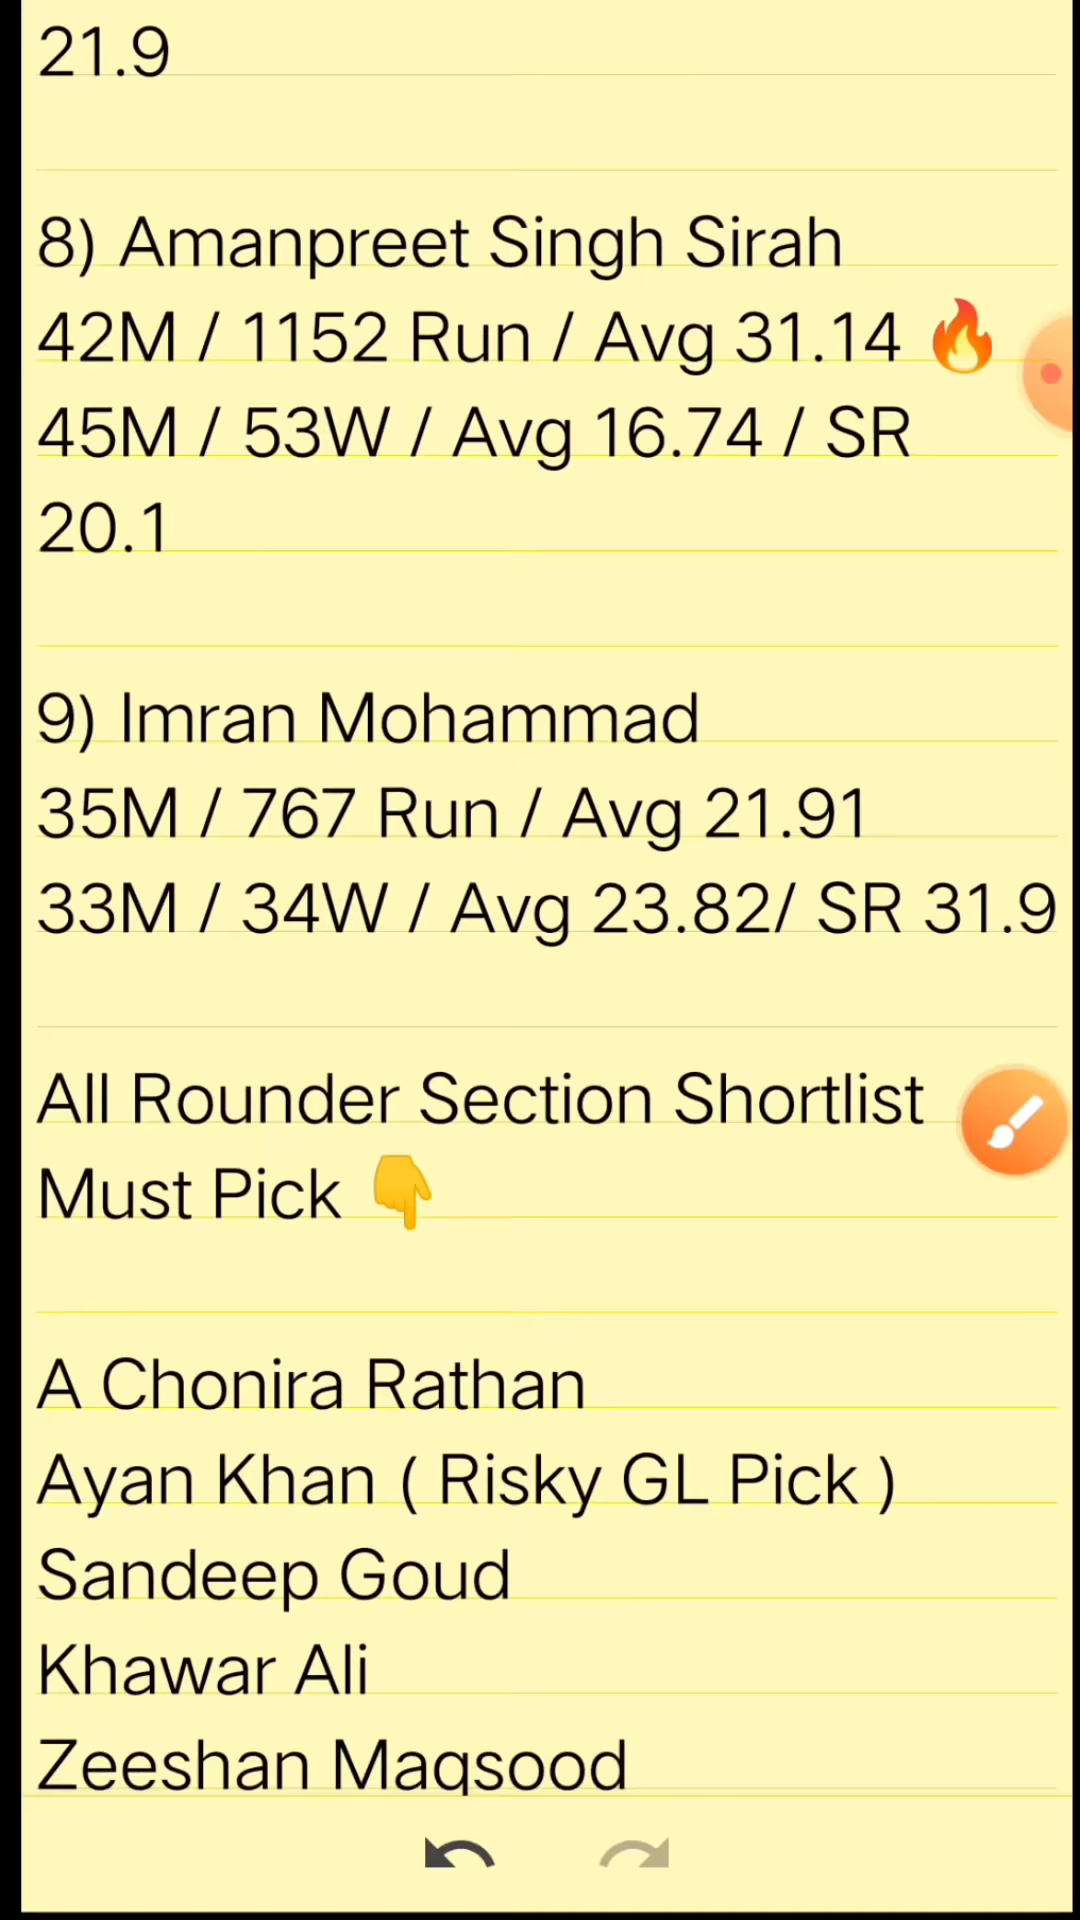 21.9
8) Amanpreet Singh Sirah
42M / 1152 Run / Avg 31.14 🔥
45M / 53W / Avg 16.74 / SR
20.1
9) Imran Mohammad
35M / 767 Run / Avg 21.91
33M / 34W / Avg 23.82/ SR 31.9
All Rounder Section Shortlist
Must Pick 👇
A Chonira Rathan
Ayan Khan ( Risky GL Pick )
Sandeep Goud
Khawar Ali
Zeeshan Maqsood